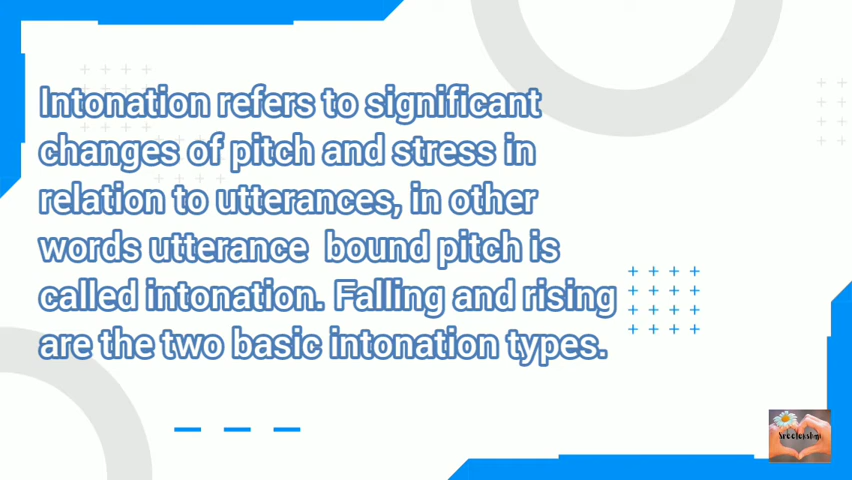 Intonation refers to significant
changes of pitch and stress in
relation to utterances, in other
words utterance bound pitch is
called intonation. Falling and rising
are the two basic intonation types.